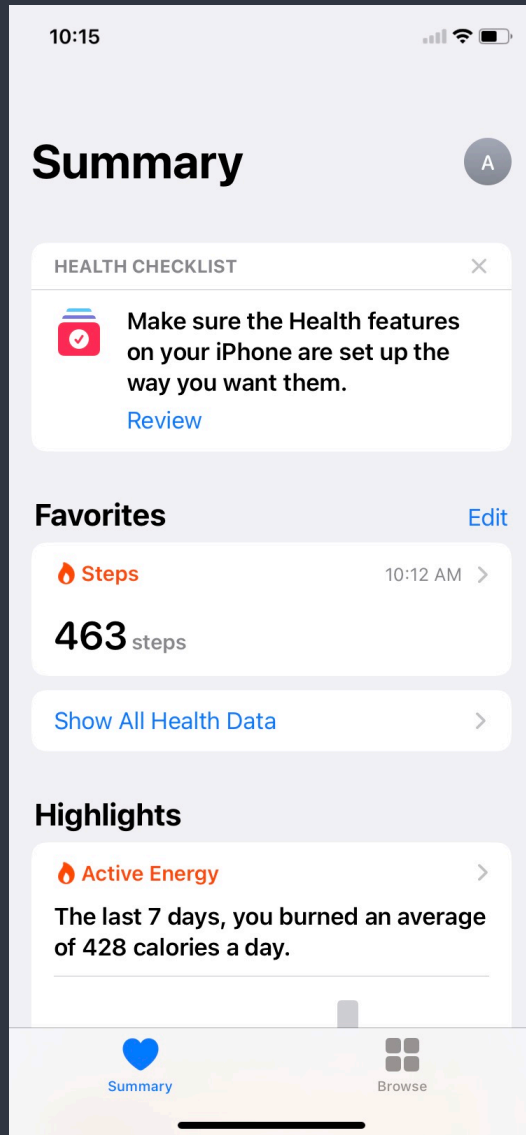 10:15
Summary
A
HEALTH CHECKLIST
Make sure the Health features
on your iPhone are set up the
way you want them.
Review
Favorites
Edit
Steps
10:12 AM
463 steps
Show All Health Data
Highlights
Active Energy
The last 7 days, you burned an average
of 428 calories a day.
Summary
Browse